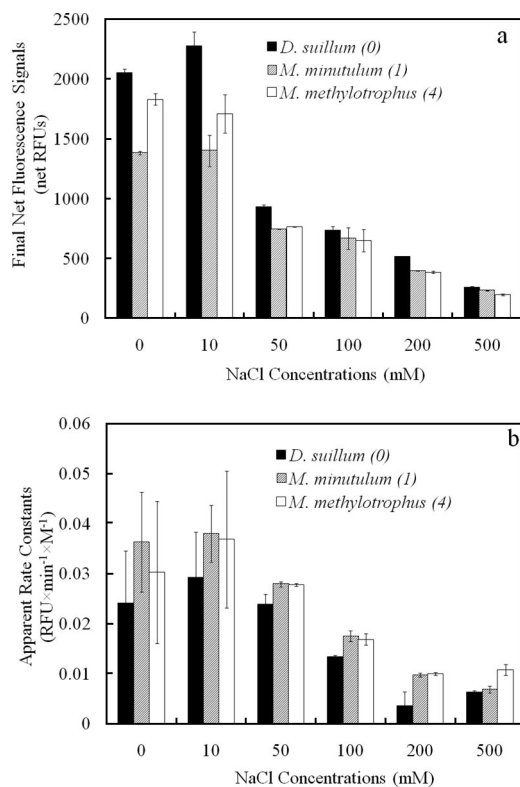 2500
a
D. suillum (0)
M. minutulum (1)
M. methylotrophus (4)
2000
1500
1000
500
0
Final Net Fluorescence Signals
(net RFUs)
0 10 50 100 200 500
NaCl Concentrations (mM)
0.06
b
D. suillum (0)
M. minutulum (1)
M. methylotrophus (4)
0.05
0.04
0.03
0.02
0.01
0
Apparent Rate Constants
(RFU×min⁻¹×M⁻¹)
0 10 50 100 200 500
NaCl Concentrations (mM)